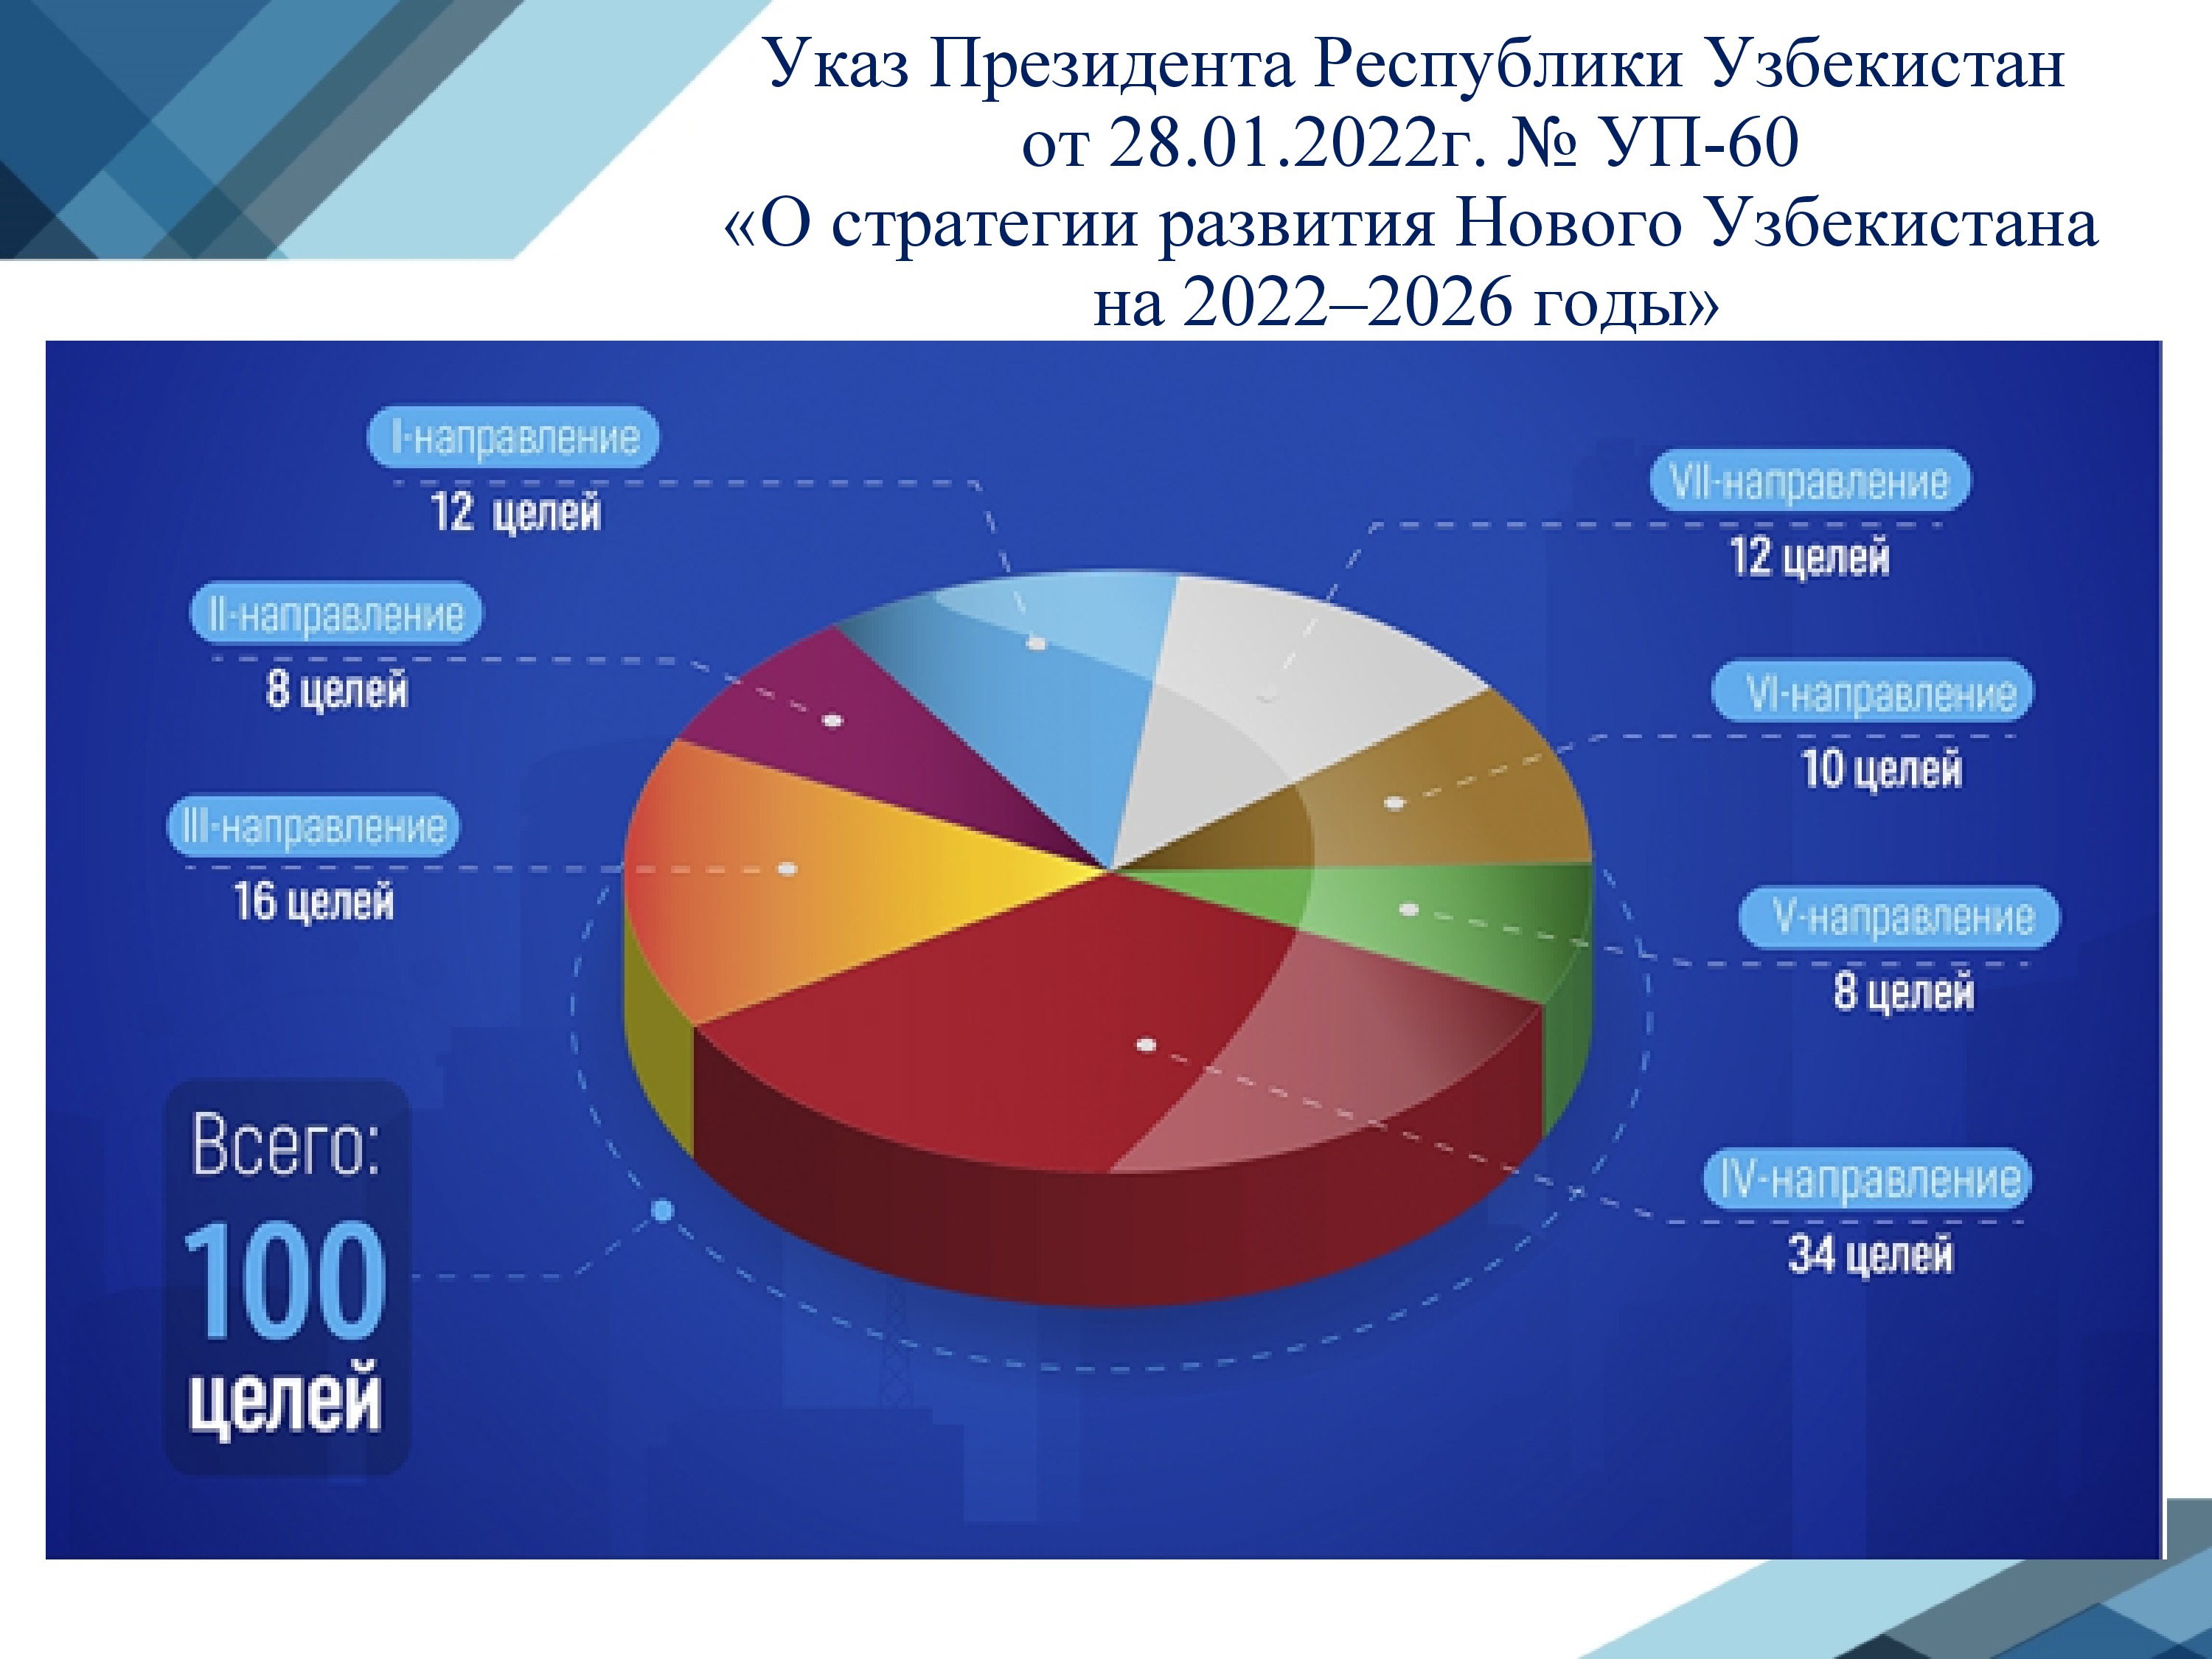 Указ Президента Республики Узбекистан
от 28.01.2022г. № УП-60
«О стратегии развития Нового Узбекистана
на 2022–2026 годы»
I-направление
12 целей
II-направление
8 целей
III-направление
16 целей
Всего:
100
целей
VII-направление
12 целей
VI-направление
10 целей
V-направление
8 целей
IV-направление
34 целей